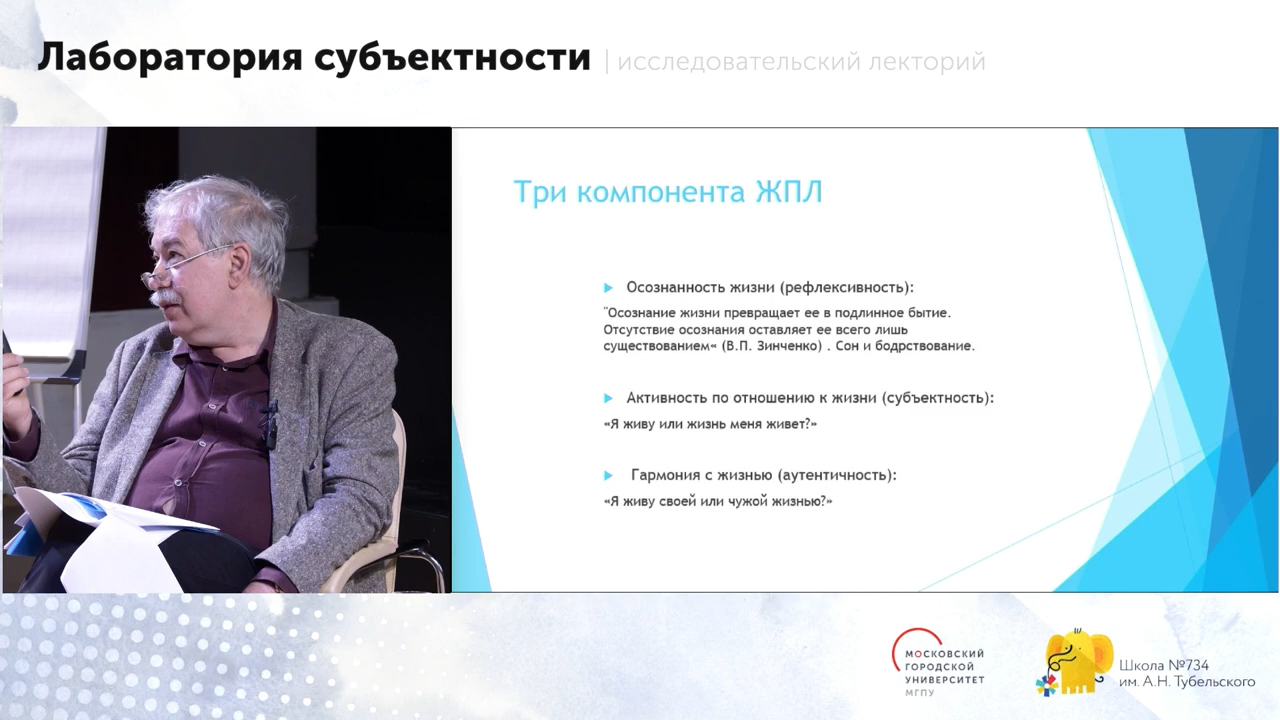 Лаборатория субъектности | исследовательский лекторий
Три компонента ЖПЛ
Осознанность жизни (рефлексивность):
"Осознание жизни превращает ее в подлинное бытие.
Отсутствие осознания оставляет ее всего лишь
существованием“ (В.П. Зинченко) . Сон и бодрствование.
Активность по отношению к жизни (субъектность):
«Я живу или жизнь меня живет?»
Гармония с жизнью (аутентичность):
«Я живу своей или чужой жизнью?»
МОСКОВСКИЙ
ГОРОДСКОЙ
УНИВЕРСИТЕТ
МГПУ
Школа №734
им. А.Н. Тубельского